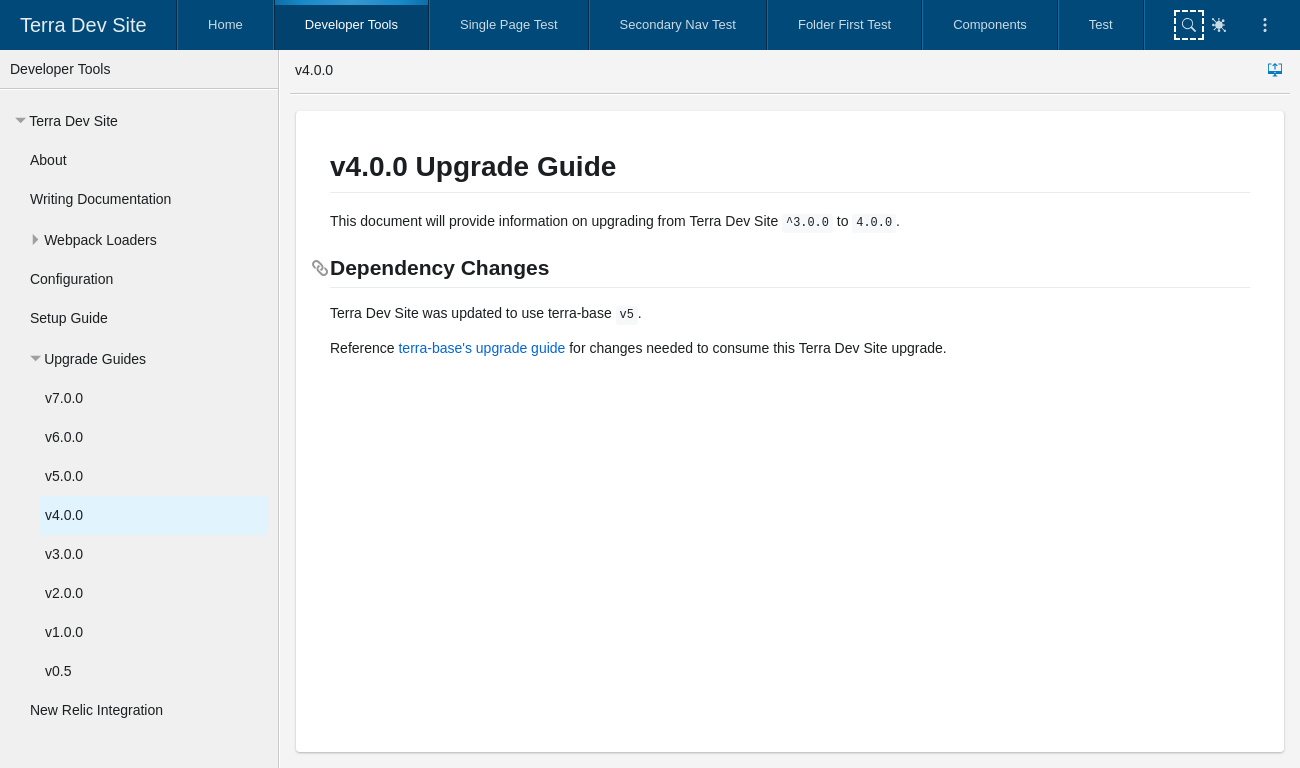 Terra Dev Site
Home
Developer Tools
Single Page Test
Secondary Nav Test
Folder First Test
Components
Test
Developer Tools
Terra Dev Site
About
Writing Documentation
Webpack Loaders
Configuration
Setup Guide
Upgrade Guides
v7.0.0
v6.0.0
v5.0.0
v4.0.0
v3.0.0
v2.0.0
v1.0.0
v0.5
New Relic Integration
v4.0.0
v4.0.0 Upgrade Guide
This document will provide information on upgrading from Terra Dev Site ^3.0.0 to 4.0.0.
Dependency Changes
Terra Dev Site was updated to use terra-base v5.
Reference terra-base's upgrade guide for changes needed to consume this Terra Dev Site upgrade.